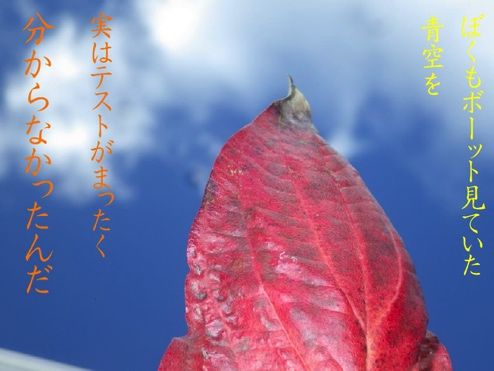 ぼくもボーット見ていた
青空を
実はテストがまったく
分からなかったんだ